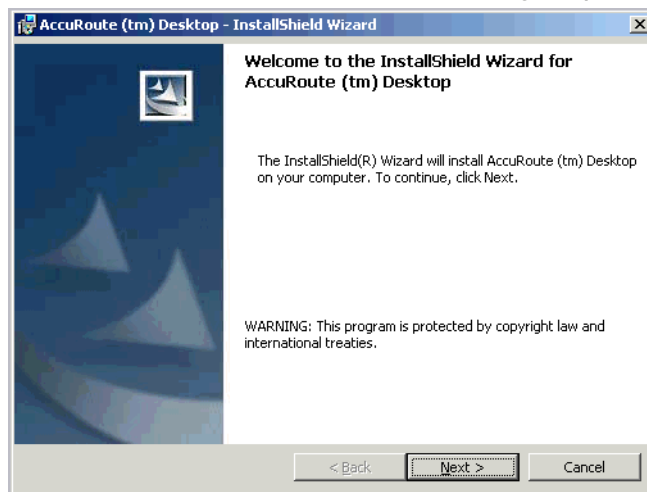 AccuRoute (tm) Desktop - InstallShield Wizard
Welcome to the InstallShield Wizard for
AccuRoute (tm) Desktop
The InstallShield(R) Wizard will install AccuRoute (tm) Desktop
on your computer. To continue, click Next.
WARNING: This program is protected by copyright law and
international treaties.
< Back
Next >
Cancel